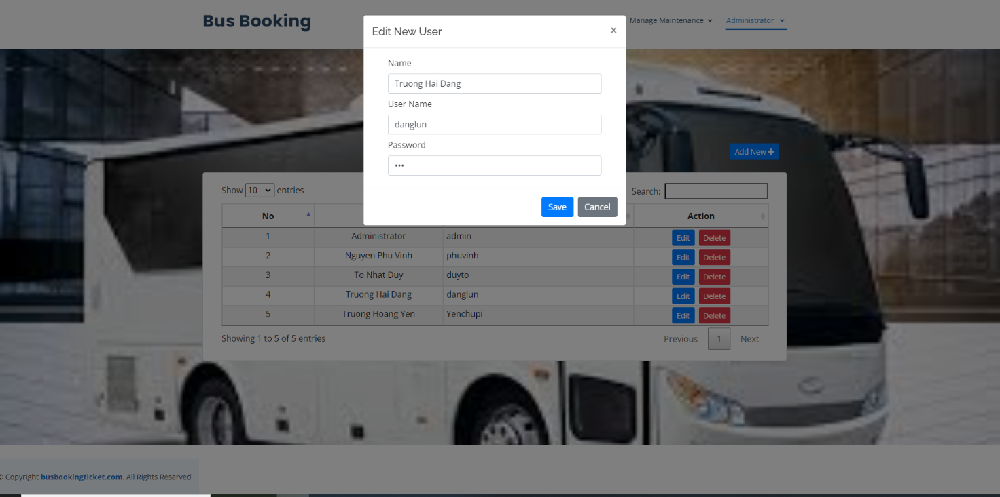 Bus Booking
Manage Maintenance
Administrator
Edit New User
×
Name
Truong Hai Dang
User Name
danglun
Password
•••
Save Cancel
Add New +
Show 10 entries
Search:
No Action
1 Administrator admin Edit Delete
2 Nguyen Phu Vinh phuvinh Edit Delete
3 To Nhat Duy duyto Edit Delete
4 Truong Hai Dang danglun Edit Delete
5 Truong Hoang Yen Yenchupi Edit Delete
Showing 1 to 5 of 5 entries
Previous 1 Next
© Copyright busbookingticket.com. All Rights Reserved